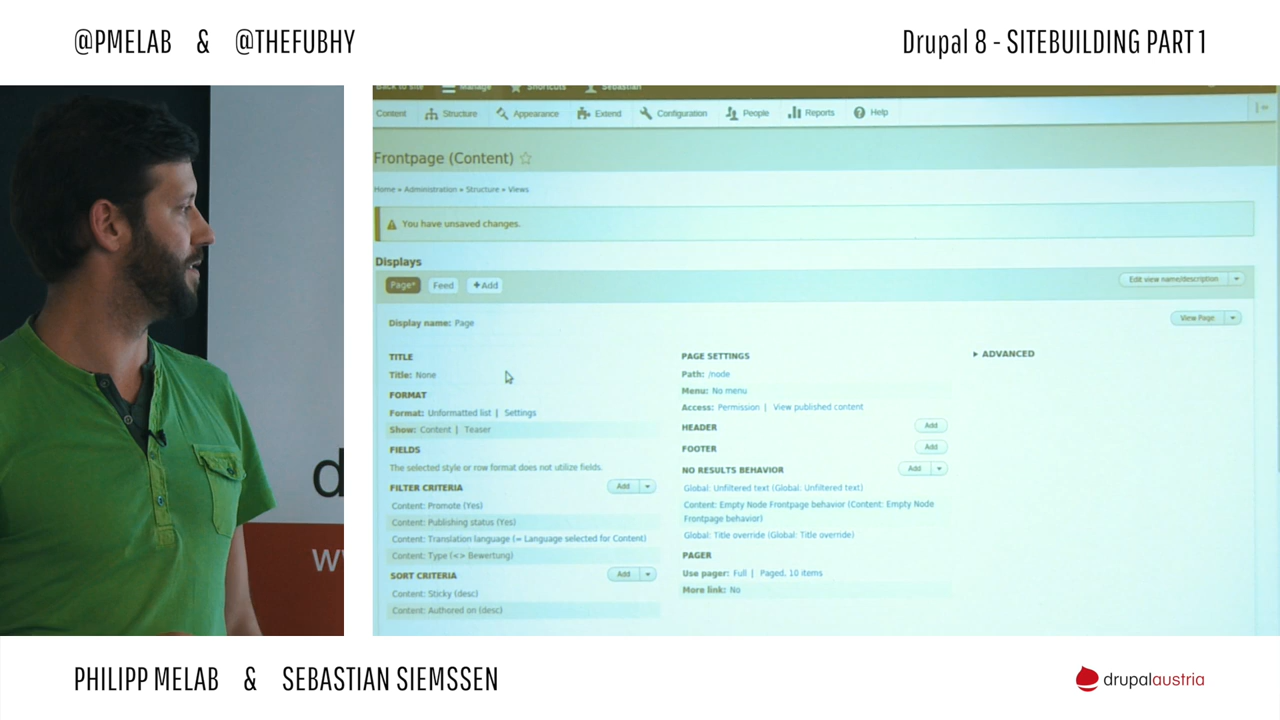 @PMELAB & @THEFUBHY
Drupal 8 - SITEBUILDING PART 1
Back to site Manage Shortcuts Sebastian
Content Structure Appearance Extend Configuration People Reports Help
Frontpage (Content)
Home » Administration » Structure » Views
You have unsaved changes.
Displays
Page* Feed +Add
Edit view name/description
Display name: Page
View Page
TITLE
Title: None
FORMAT
Format: Unformatted list | Settings
Show: Content | Teaser
FIELDS
The selected style or row format does not utilize fields.
FILTER CRITERIA
Add
Content: Promote (Yes)
Content: Publishing status (Yes)
Content: Translation language (= Language selected for Content)
Content: Type (<> Bewertung)
SORT CRITERIA
Add
Content: Sticky (desc)
Content: Authored on (desc)
PAGE SETTINGS
Path: /node
Menu: No menu
Access: Permission | View published content
HEADER
Add
FOOTER
Add
NO RESULTS BEHAVIOR
Add
Global: Unfiltered text (Global: Unfiltered text)
Content: Empty Node Frontpage behavior (Content: Empty Node
Frontpage behavior)
Global: Title override (Global: Title override)
PAGER
Use pager: Full | Paged, 10 items
More link: No
ADVANCED
d
w
PHILIPP MELAB & SEBASTIAN SIEMSSEN
drupalaustria